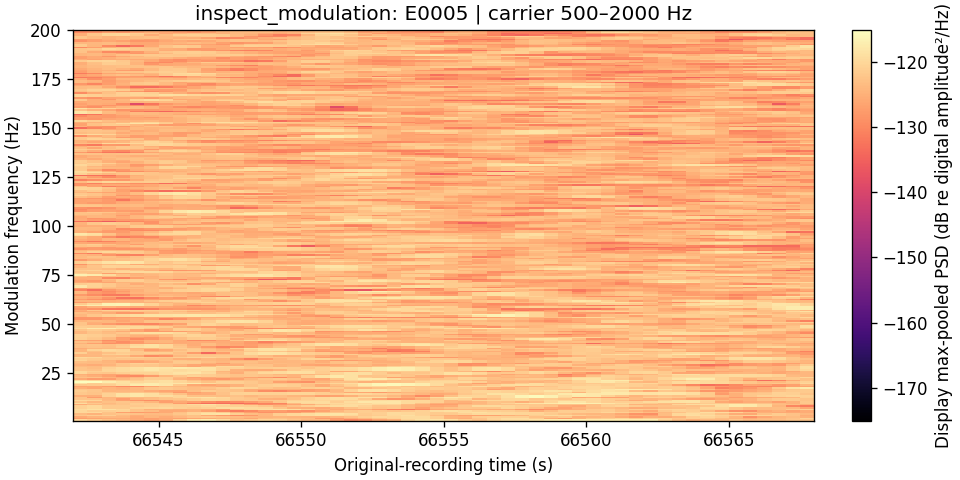 inspect_modulation: E0005 | carrier 500–2000 Hz
200
175
150
125
100
75
50
25
Modulation frequency (Hz)
66545 66550 66555 66560 66565
Original-recording time (s)
−120
−130
−140
−150
−160
−170
Display max-pooled PSD (dB re digital amplitude²/Hz)